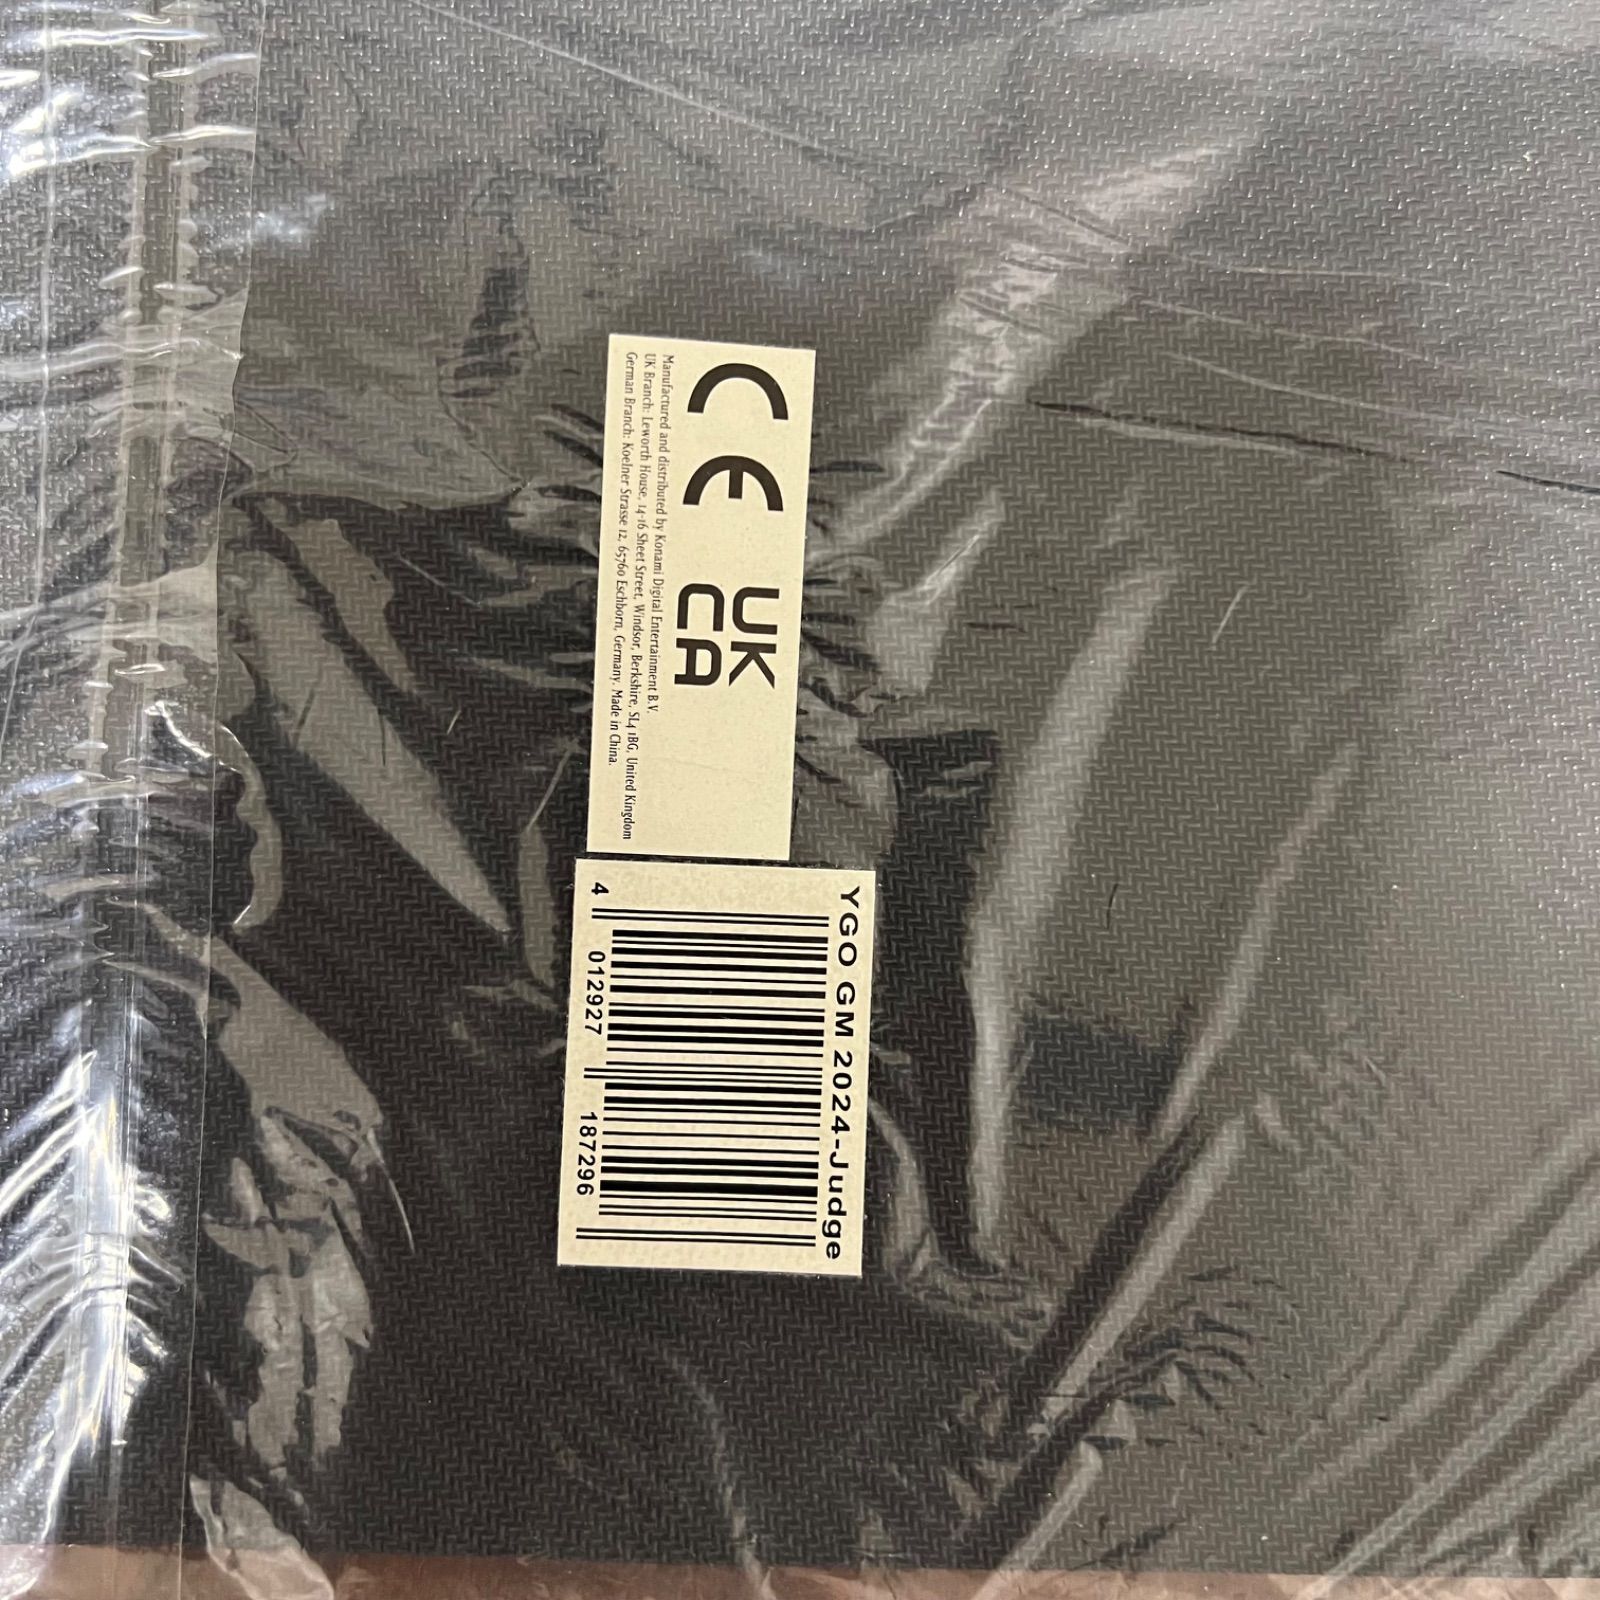 CE
UK
CA
Manufactured and distributed by Konami Digital Entertainment B.V.
UK Branch: Leworth House, 14-16 Sheet Street, Windsor, Berkshire, SL4 1BG, United Kingdom
German Branch: Koelner Strasse 12, 65760 Eschborn, Germany. Made in China.
YGO GM 2024-Judge
4 012927 187296